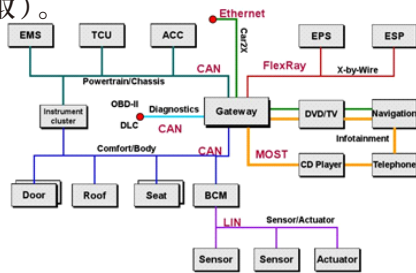 ）。
Ethernet
EMS
TCU
ACC
Car2X
EPS
ESP
CAN
FlexRay
X-by-Wire
Powertrain/Chassis
Instrument
cluster
OBD-II
DLC
Diagnostics
CAN
Gateway
DVD/TV
Navigation
Infotainment
Comfort/Body
CAN
MOST
CD Player
Telephone
Door
Roof
Seat
BCM
LIN
Sensor/Actuator
Sensor
Sensor
Actuator